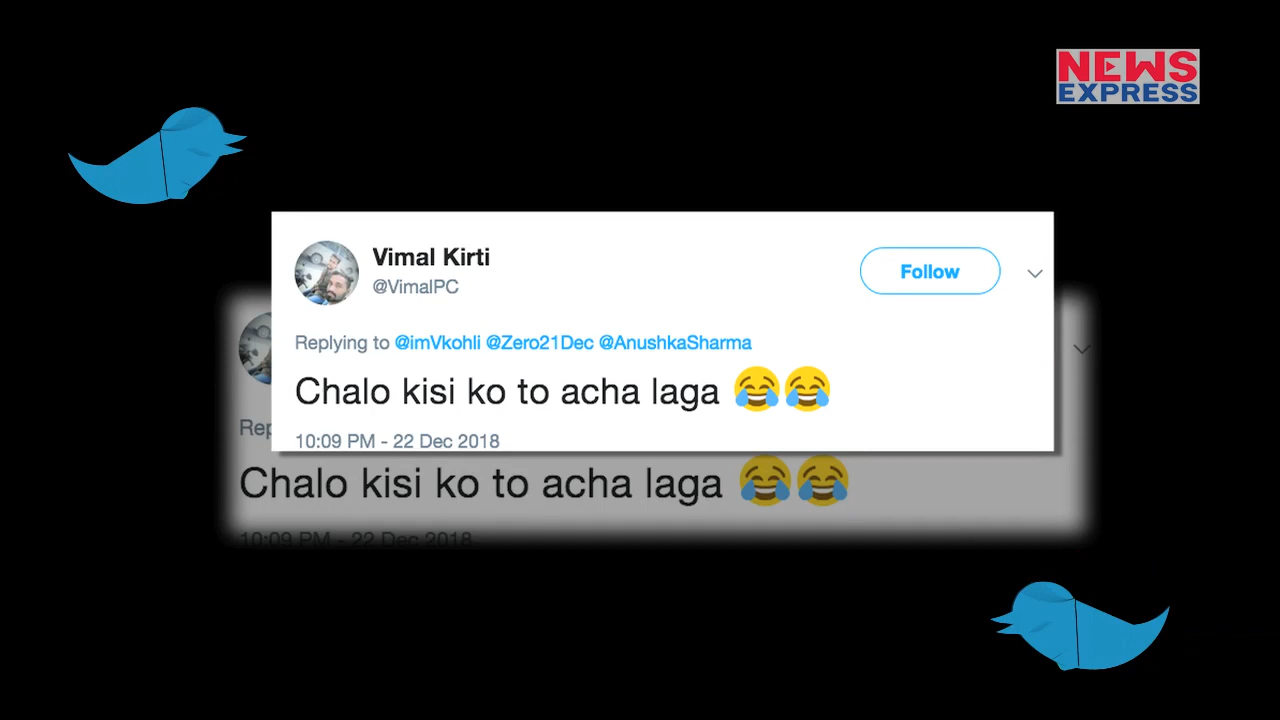 NEWS
EXPRESS
Vimal Kirti
@VimalPC
Follow
Replying to @imVkohli @Zero21Dec @AnushkaSharma
Chalo kisi ko to acha laga 😂😂
10:09 PM - 22 Dec 2018
Rep
Chalo kisi ko to acha laga 😂😂
10:09 PM - 22 Dec 2018